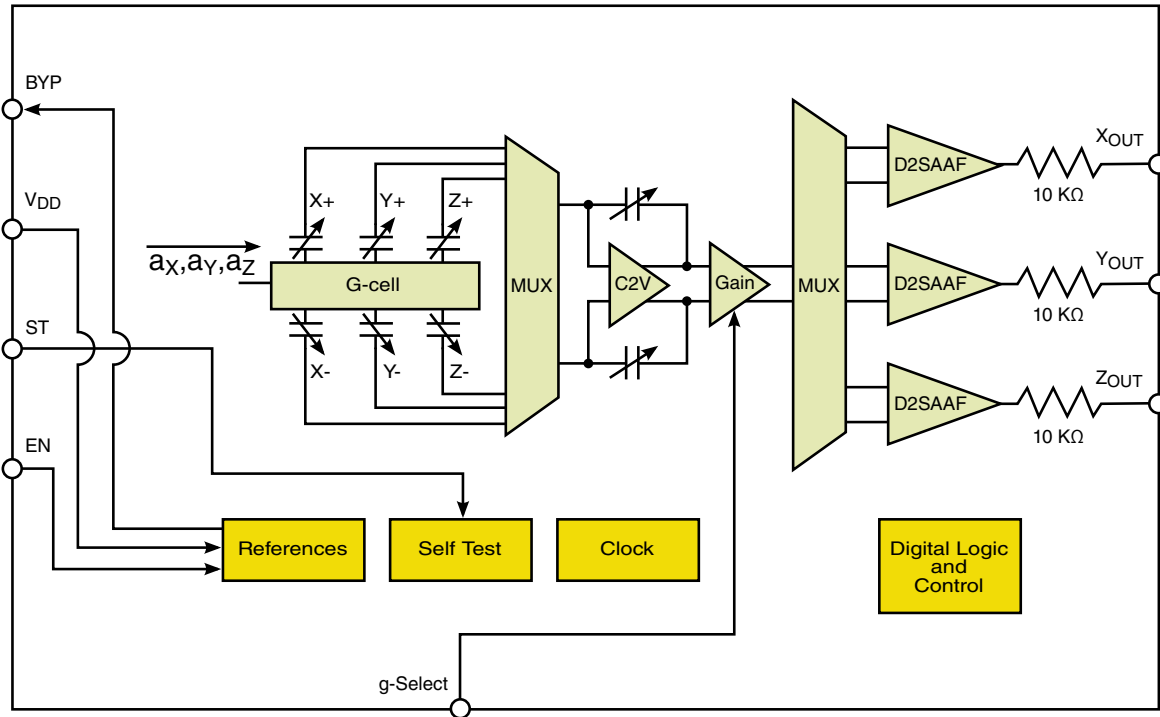 BYP
VDD
ST
EN
aX,aY,aZ
X+
Y+
Z+
G-cell
X-
Y-
Z-
MUX
C2V
Gain
MUX
D2SAAF
10 KΩ
XOUT
D2SAAF
10 KΩ
YOUT
D2SAAF
10 KΩ
ZOUT
References
Self Test
Clock
Digital Logic
and
Control
g-Select